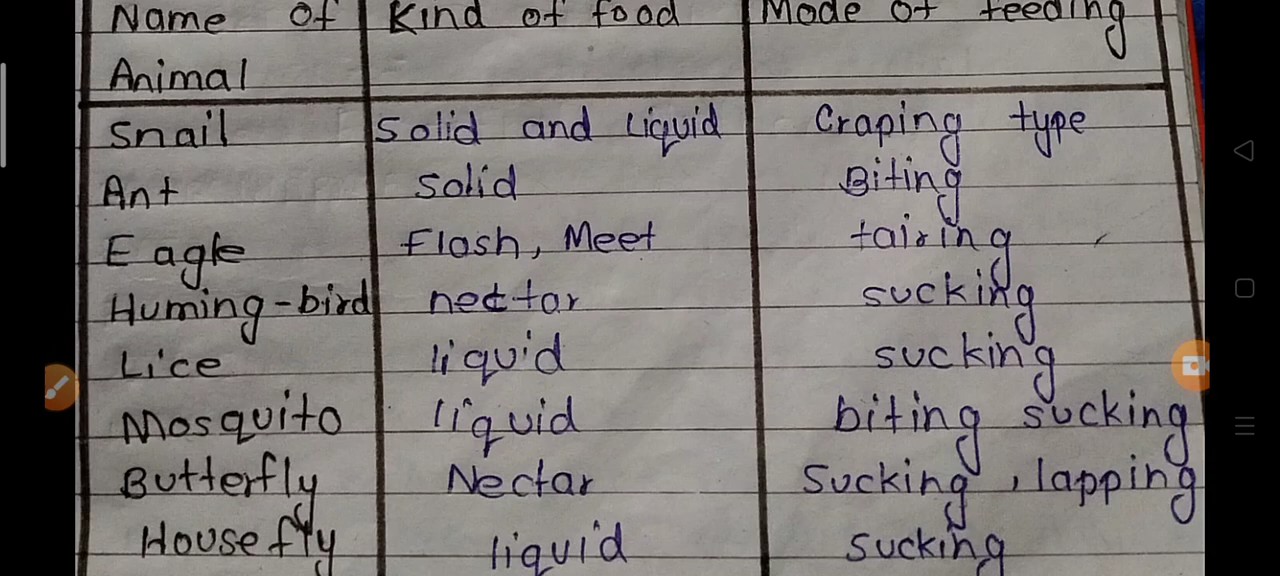 Name of Kind of food Mode of feeding
Animal
Snail Solid and Liquid Craping type
Ant Solid Biting
Eagle Flash, Meet tairing
Huming-bird nectar sucking
Lice liquid sucking
Mosquito liquid biting sucking
Butterfly Nectar Sucking, lapping
Housefly liquid sucking